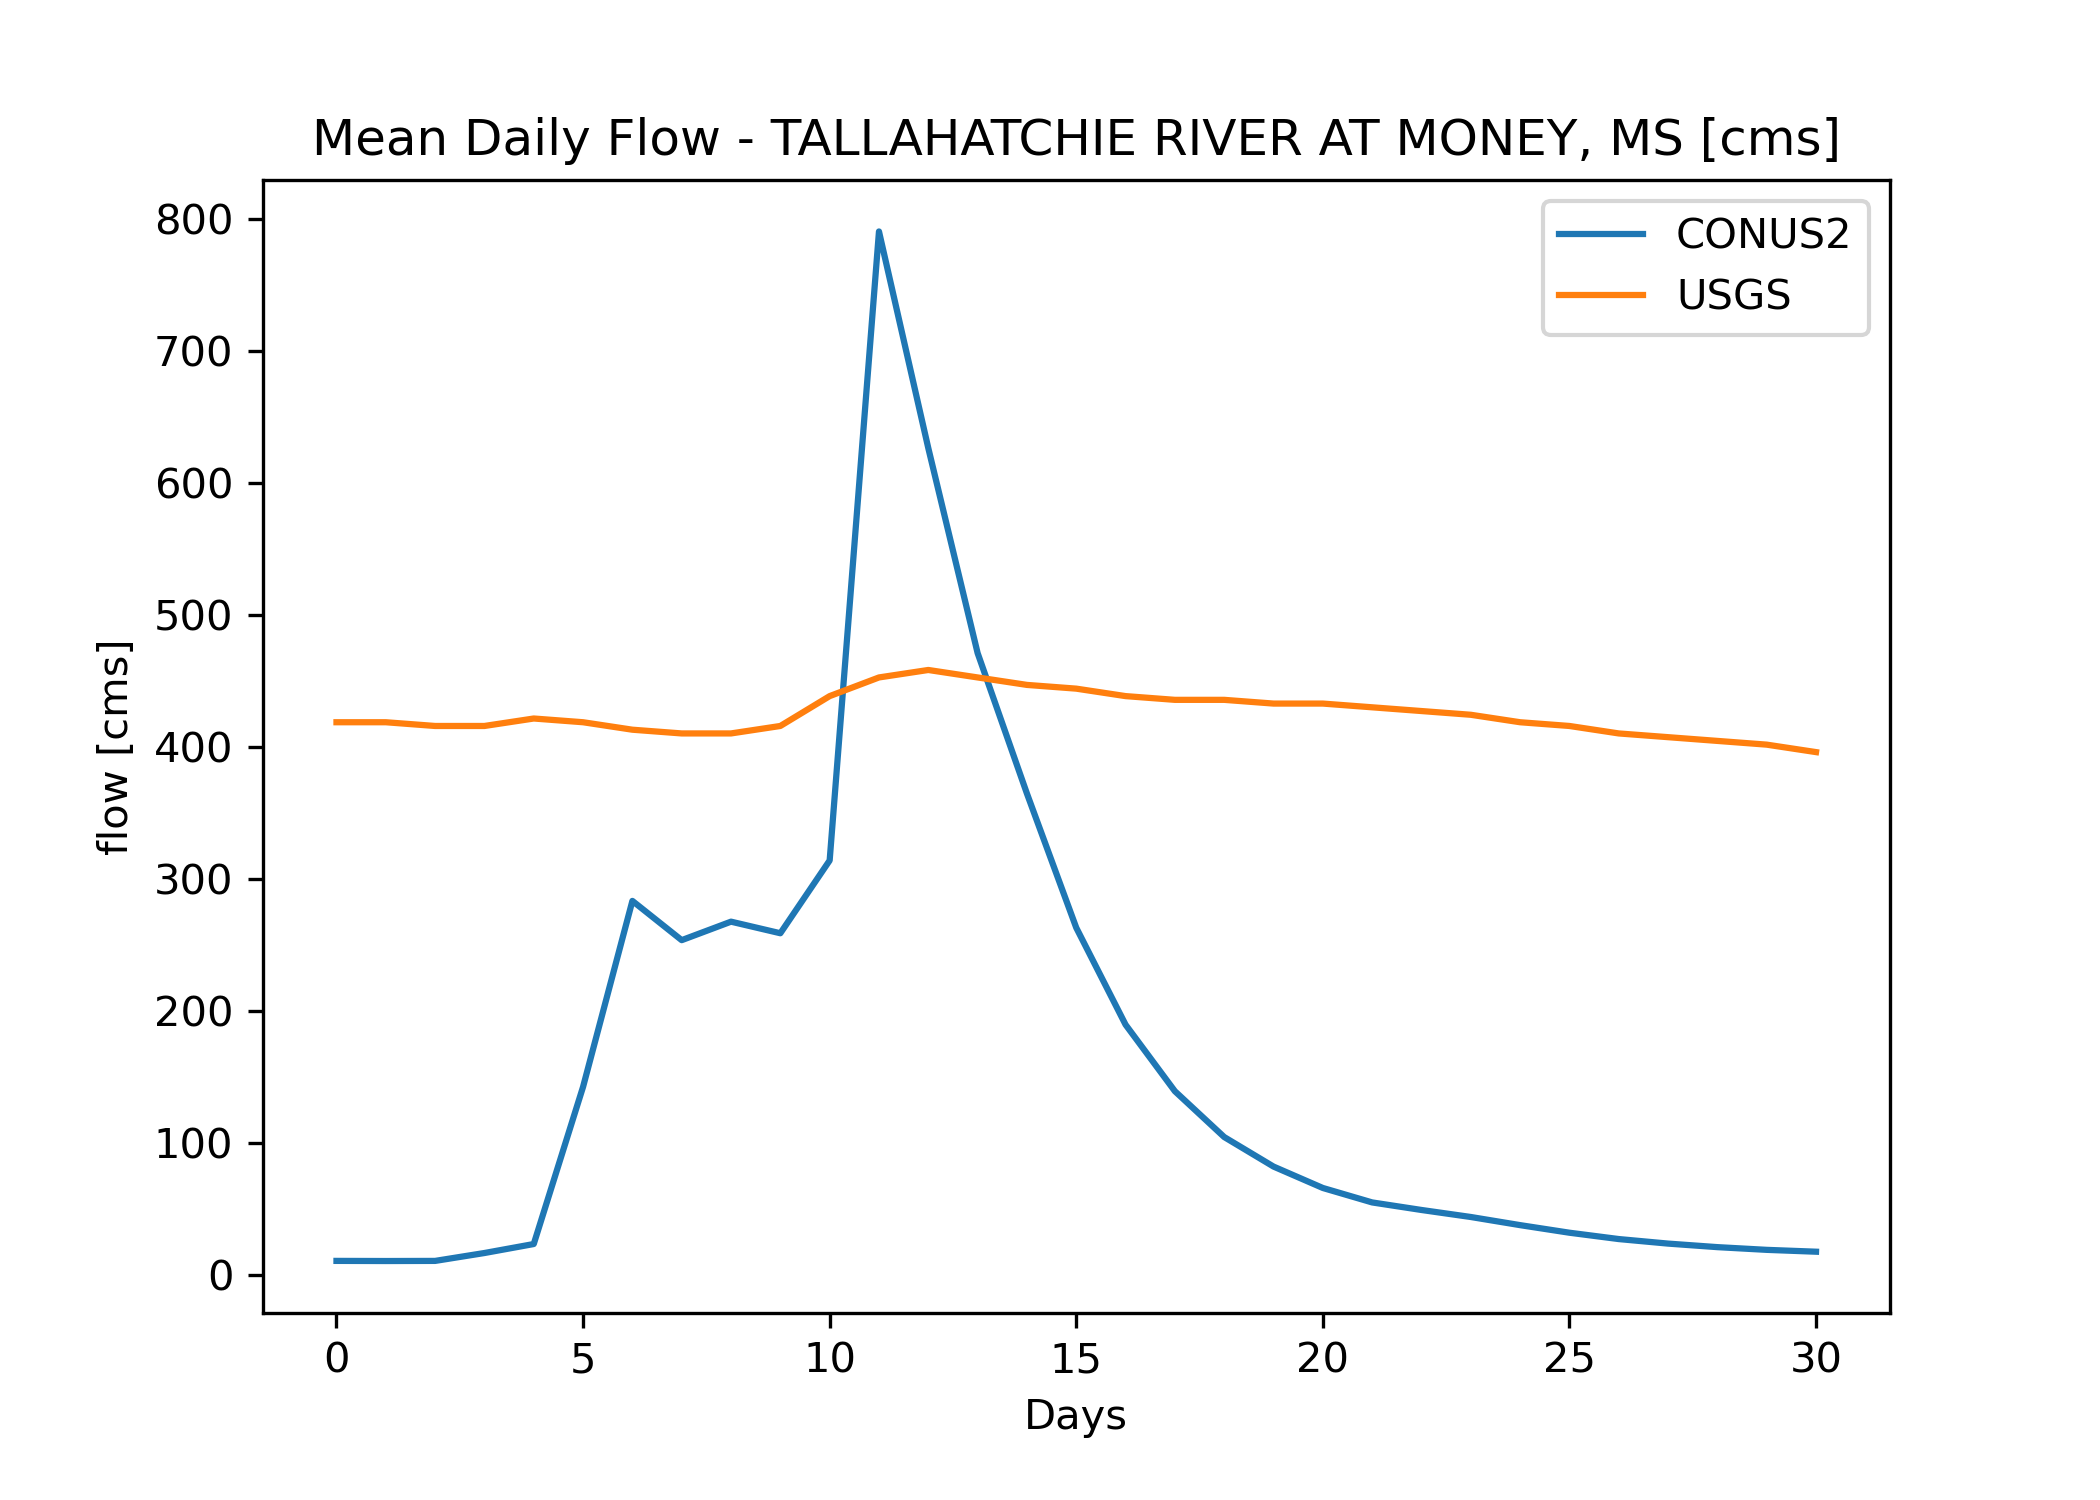 Mean Daily Flow - TALLAHATCHIE RIVER AT MONEY, MS [cms]
CONUS2
USGS
800
700
600
500
400
300
200
100
0
flow [cms]
0 5 10 15 20 25 30
Days